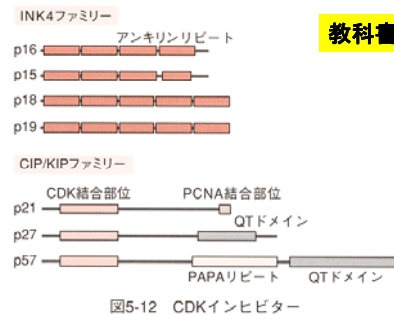 INK4ファミリー
教科書
アンキリンリピート
p16
p15
p18
p19
CIP/KIPファミリー
CDK結合部位 PCNA結合部位
p21
QTドメイン
p27
p57
PAPAリピート QTドメイン
図5-12 CDKインヒビター